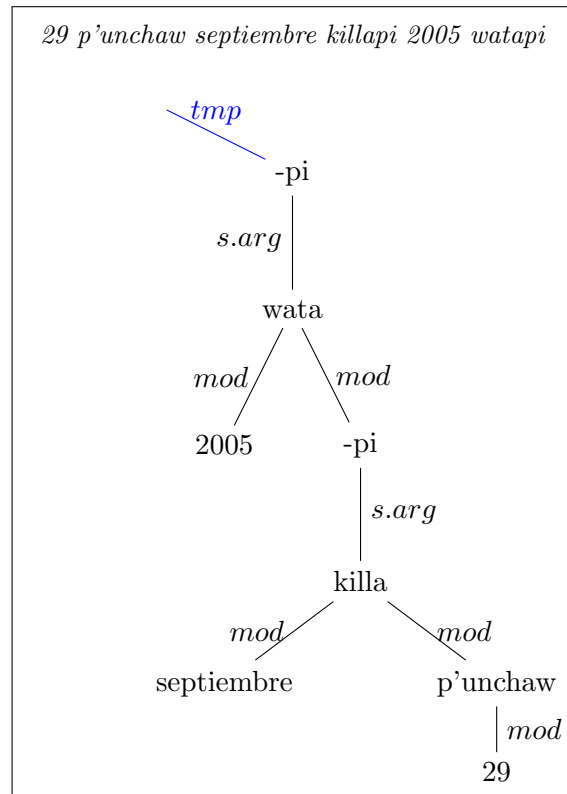 29 p'unchaw septiembre killapi 2005 watapi
tmp
-pi
s.arg
wata
mod mod
2005 -pi
s.arg
killa
mod mod
septiembre p'unchaw
mod
29